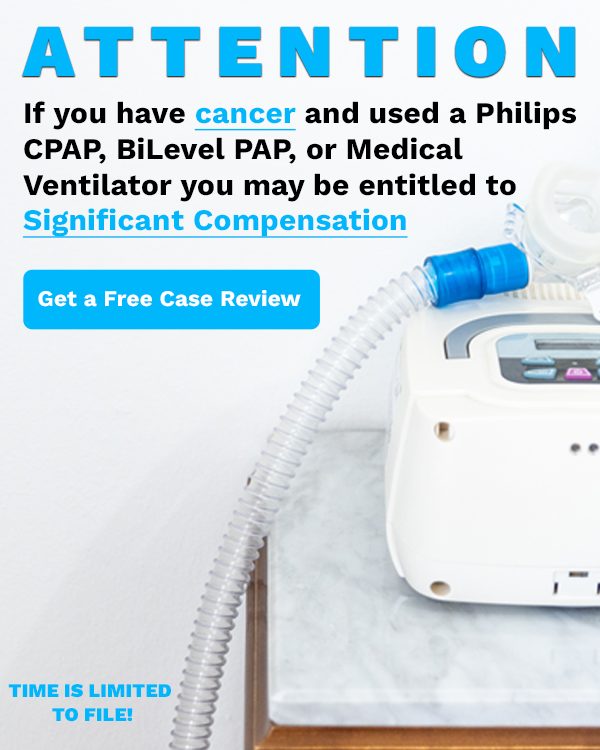 ATTENTION
If you have cancer and used a Philips
CPAP, BiLevel PAP, or Medical
Ventilator you may be entitled to
Significant Compensation
Get a Free Case Review
TIME IS LIMITED
TO FILE!